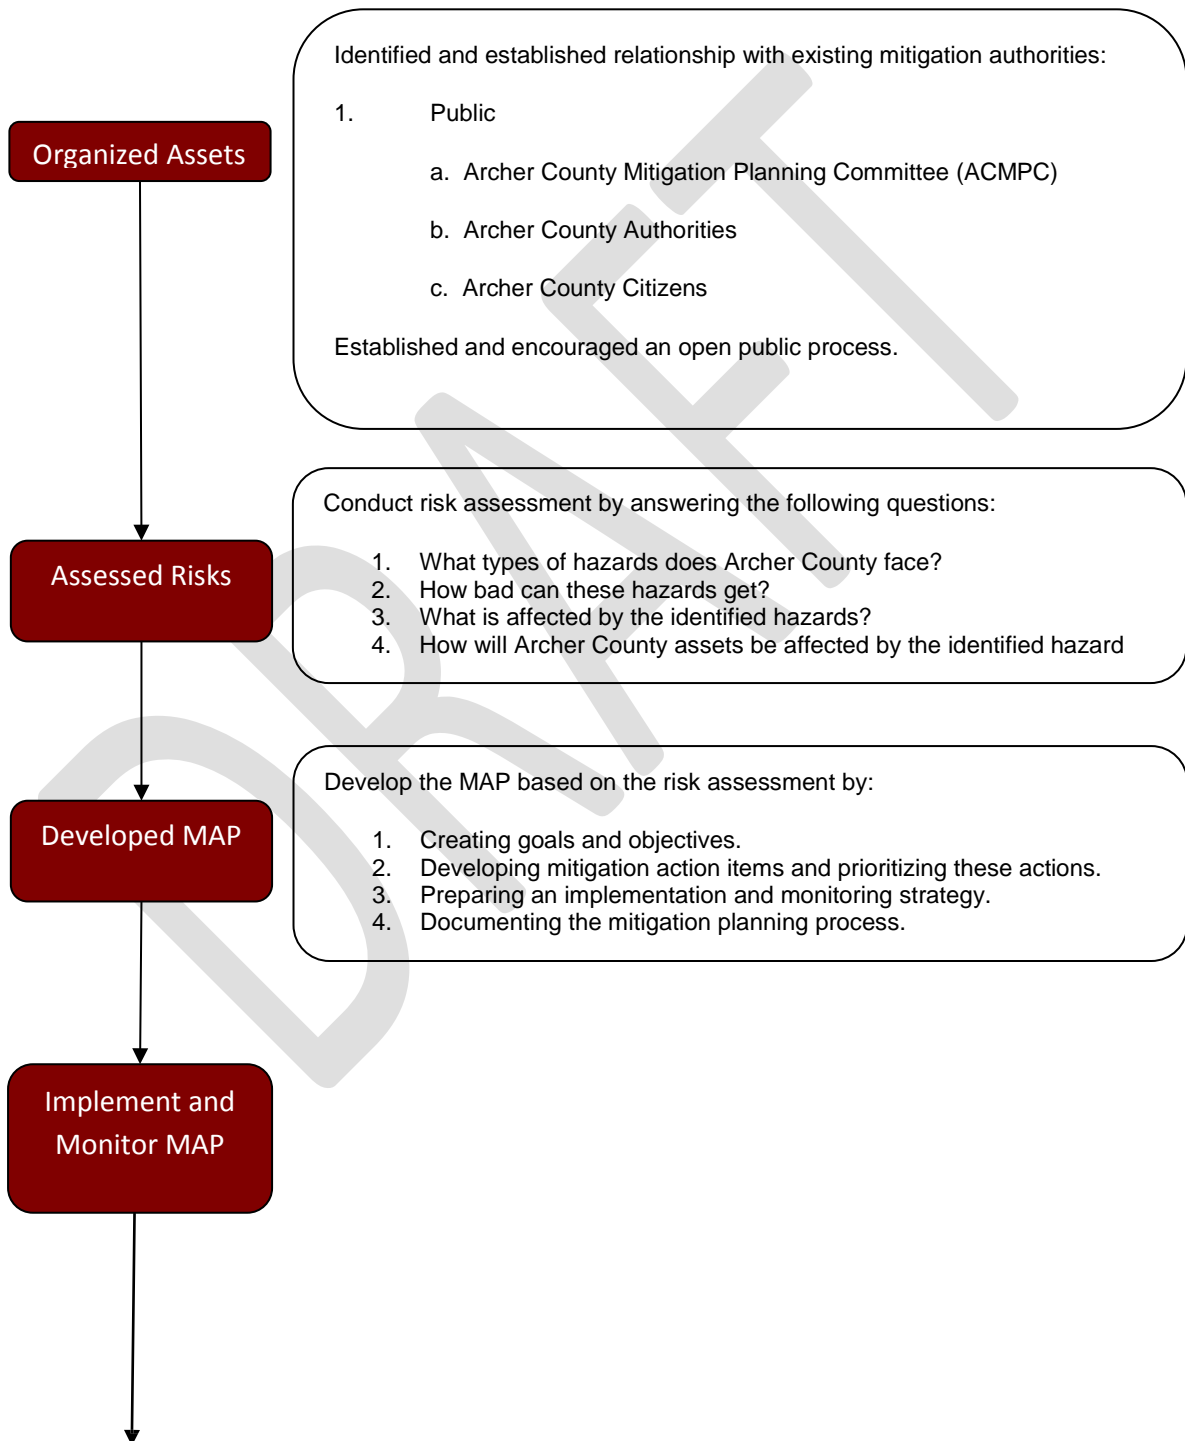 Identified and established relationship with existing mitigation authorities:
1. Public
Organized Assets
a. Archer County Mitigation Planning Committee (ACMPC)
b. Archer County Authorities
c. Archer County Citizens
Established and encouraged an open public process.
Conduct risk assessment by answering the following questions:
Assessed Risks
1. What types of hazards does Archer County face?
2. How bad can these hazards get?
3. What is affected by the identified hazards?
4. How will Archer County assets be affected by the identified hazard
Develop the MAP based on the risk assessment by:
Developed MAP
1. Creating goals and objectives.
2. Developing mitigation action items and prioritizing these actions.
3. Preparing an implementation and monitoring strategy.
4. Documenting the mitigation planning process.
Implement and
Monitor MAP
DRAFT